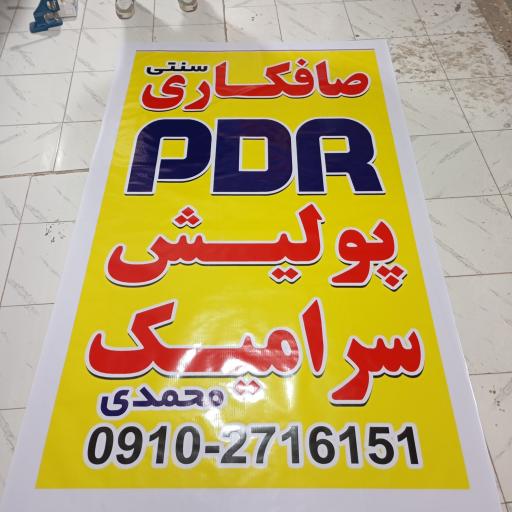 صافکاری سنتی
PDR
پولیش
سرامیک
محمدی
0910-2716151